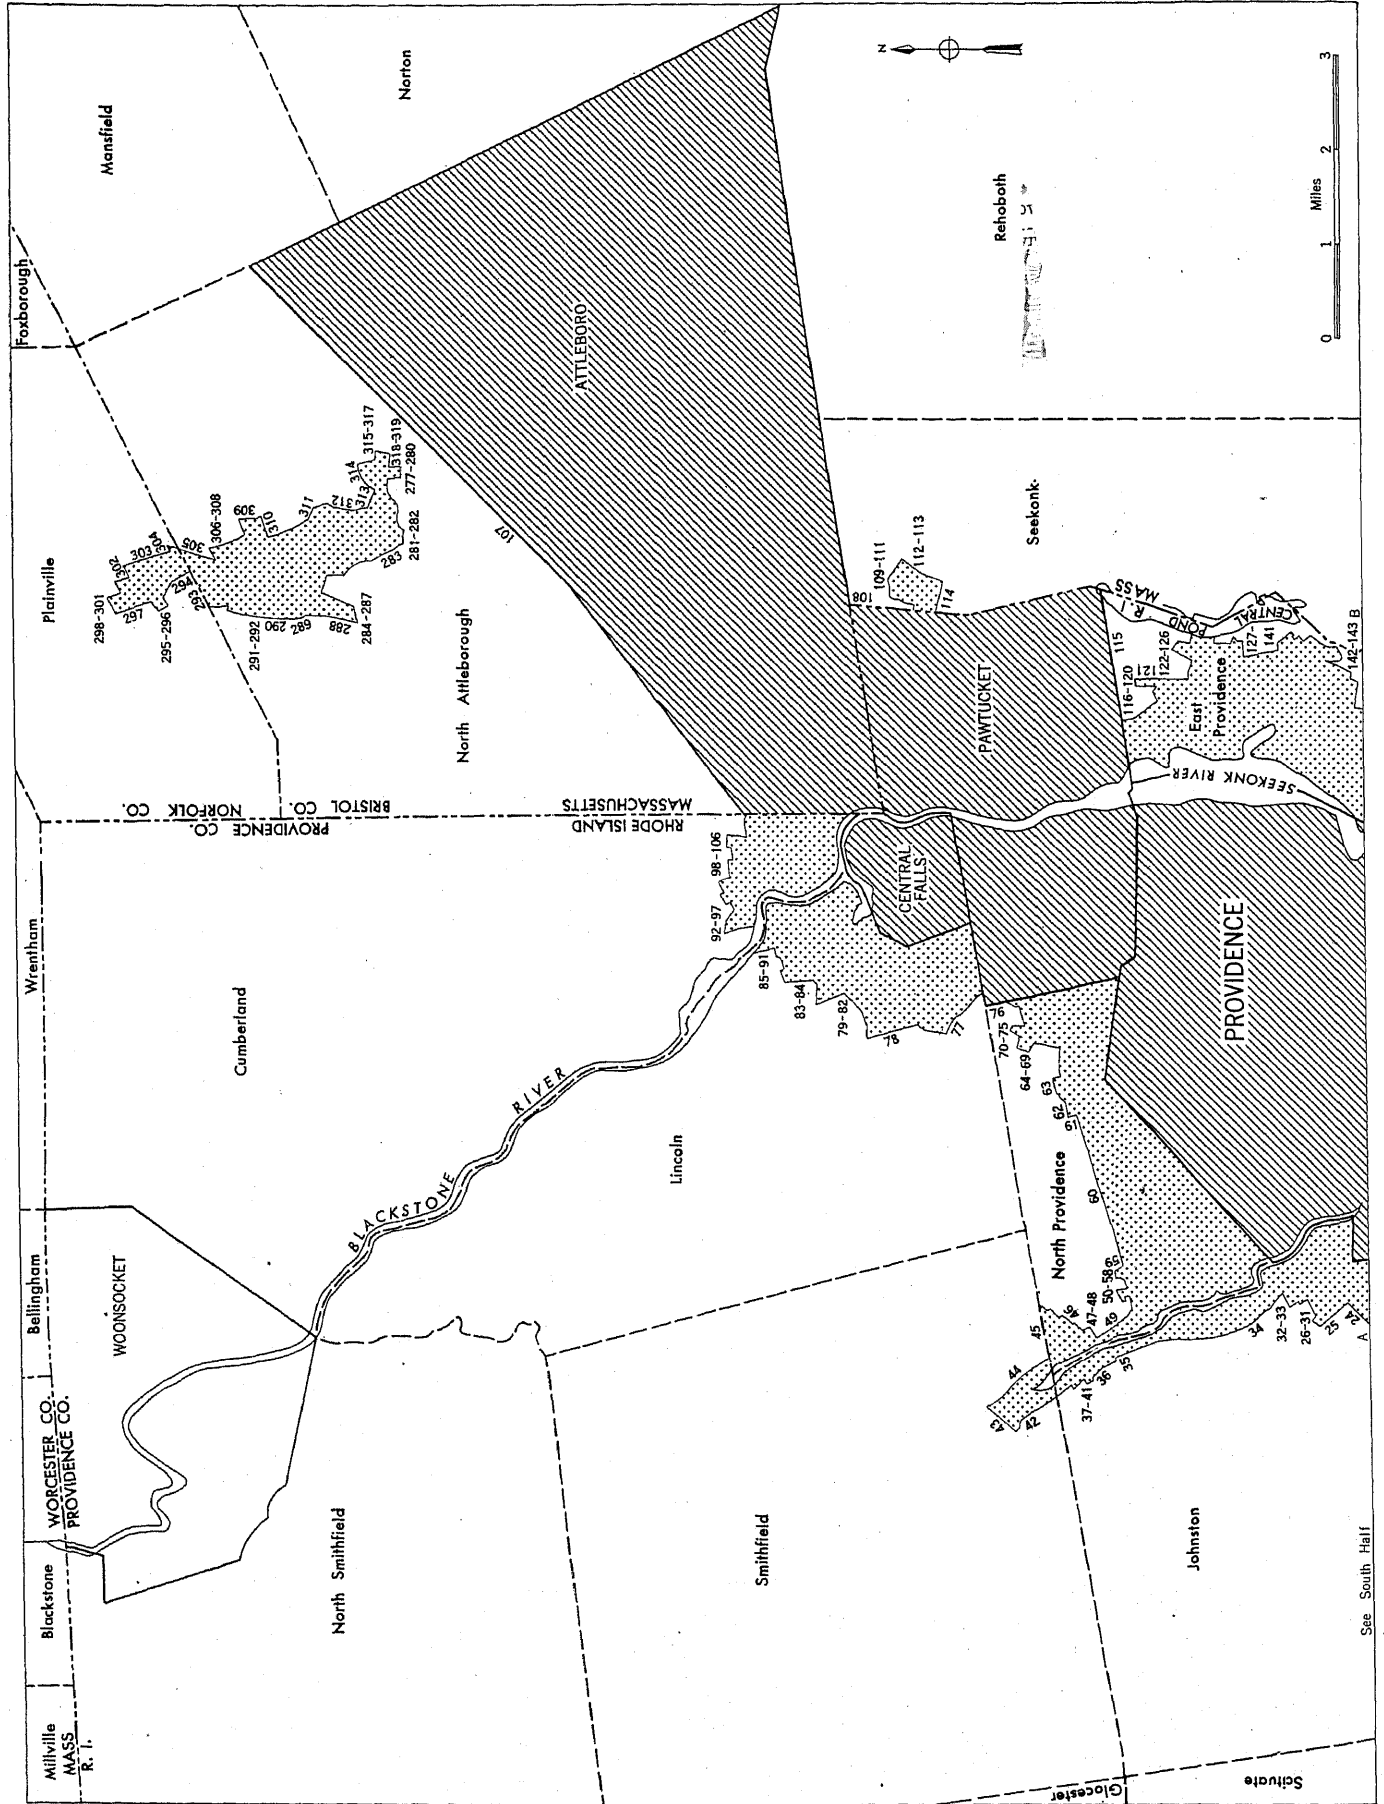 Millville
MASS
R. I.
Blackstone
WORCESTER CO.
PROVIDENCE CO.
Bellingham
Wrentham
Foxborough
Mansfield
Norton
Plainville
WOONSOCKET
Cumberland
NORFOLK CO.
BRISTOL CO.
PROVIDENCE CO.
MASSACHUSETTS
RHODE ISLAND
North Attleborough
ATTLEBORO
298-301
297
295-296
302
303
304
294
293
305
306-308
309
310
311
312
313
314
315-317
318-319
277-280
281-282
283
284-287
288
289
290
291-292
107
North Smithfield
BLACKSTONE RIVER
Lincoln
Smithfield
92-97
98-106
85-91
83-84
79-82
78
77
CENTRAL
FALLS
PAWTUCKET
108
109-111
112-113
114
Seekonk
Rehoboth
N
Miles
0 1 2 3
76
70-75
64-69
63
62
61
60
North Providence
59
50-58
49
47-48
46
45
44
43
42
37-41
36
35
34
32-33
26-31
25
24
A
PROVIDENCE
SEEKONK RIVER
East
Providence
115
116-120
121
122-126
127-
141
142-143 B
R. I.
MASS
CENTRAL
POND
Johnston
Glocester
Scituate
See South Half